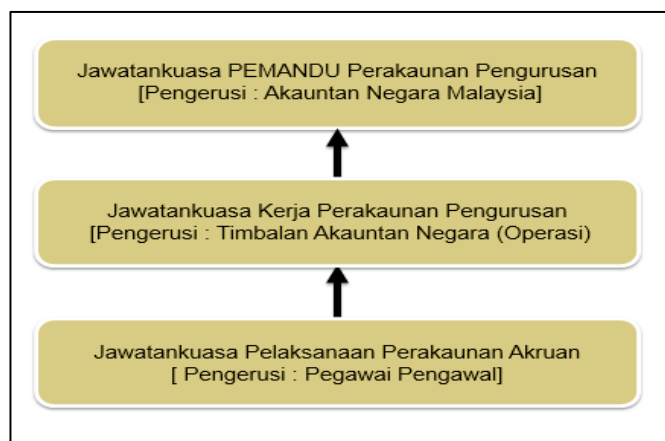 Jawatankuasa PEMANDU Perakaunan Pengurusan
[Pengerusi : Akauntan Negara Malaysia]
Jawatankuasa Kerja Perakaunan Pengurusan
[Pengerusi : Timbalan Akauntan Negara (Operasi)
Jawatankuasa Pelaksanaan Perakaunan Akruan
[ Pengerusi : Pegawai Pengawal]